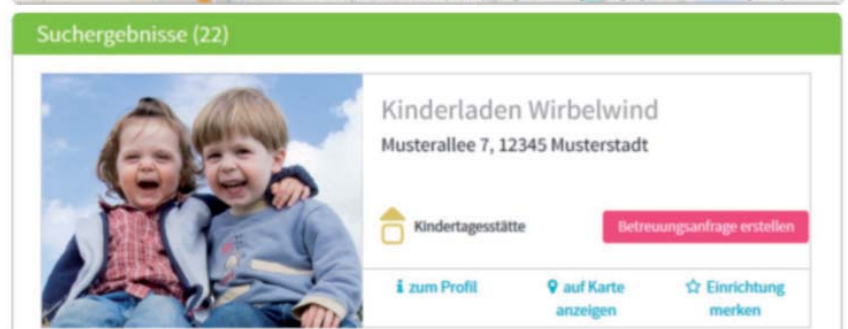 Suchergebnisse (22)
Kinderladen Wirbelwind
Musterallee 7, 12345 Musterstadt
Kindertagesstätte
Betreuungsanfrage erstellen
zum Profil
auf Karte
anzeigen
Einrichtung
merken